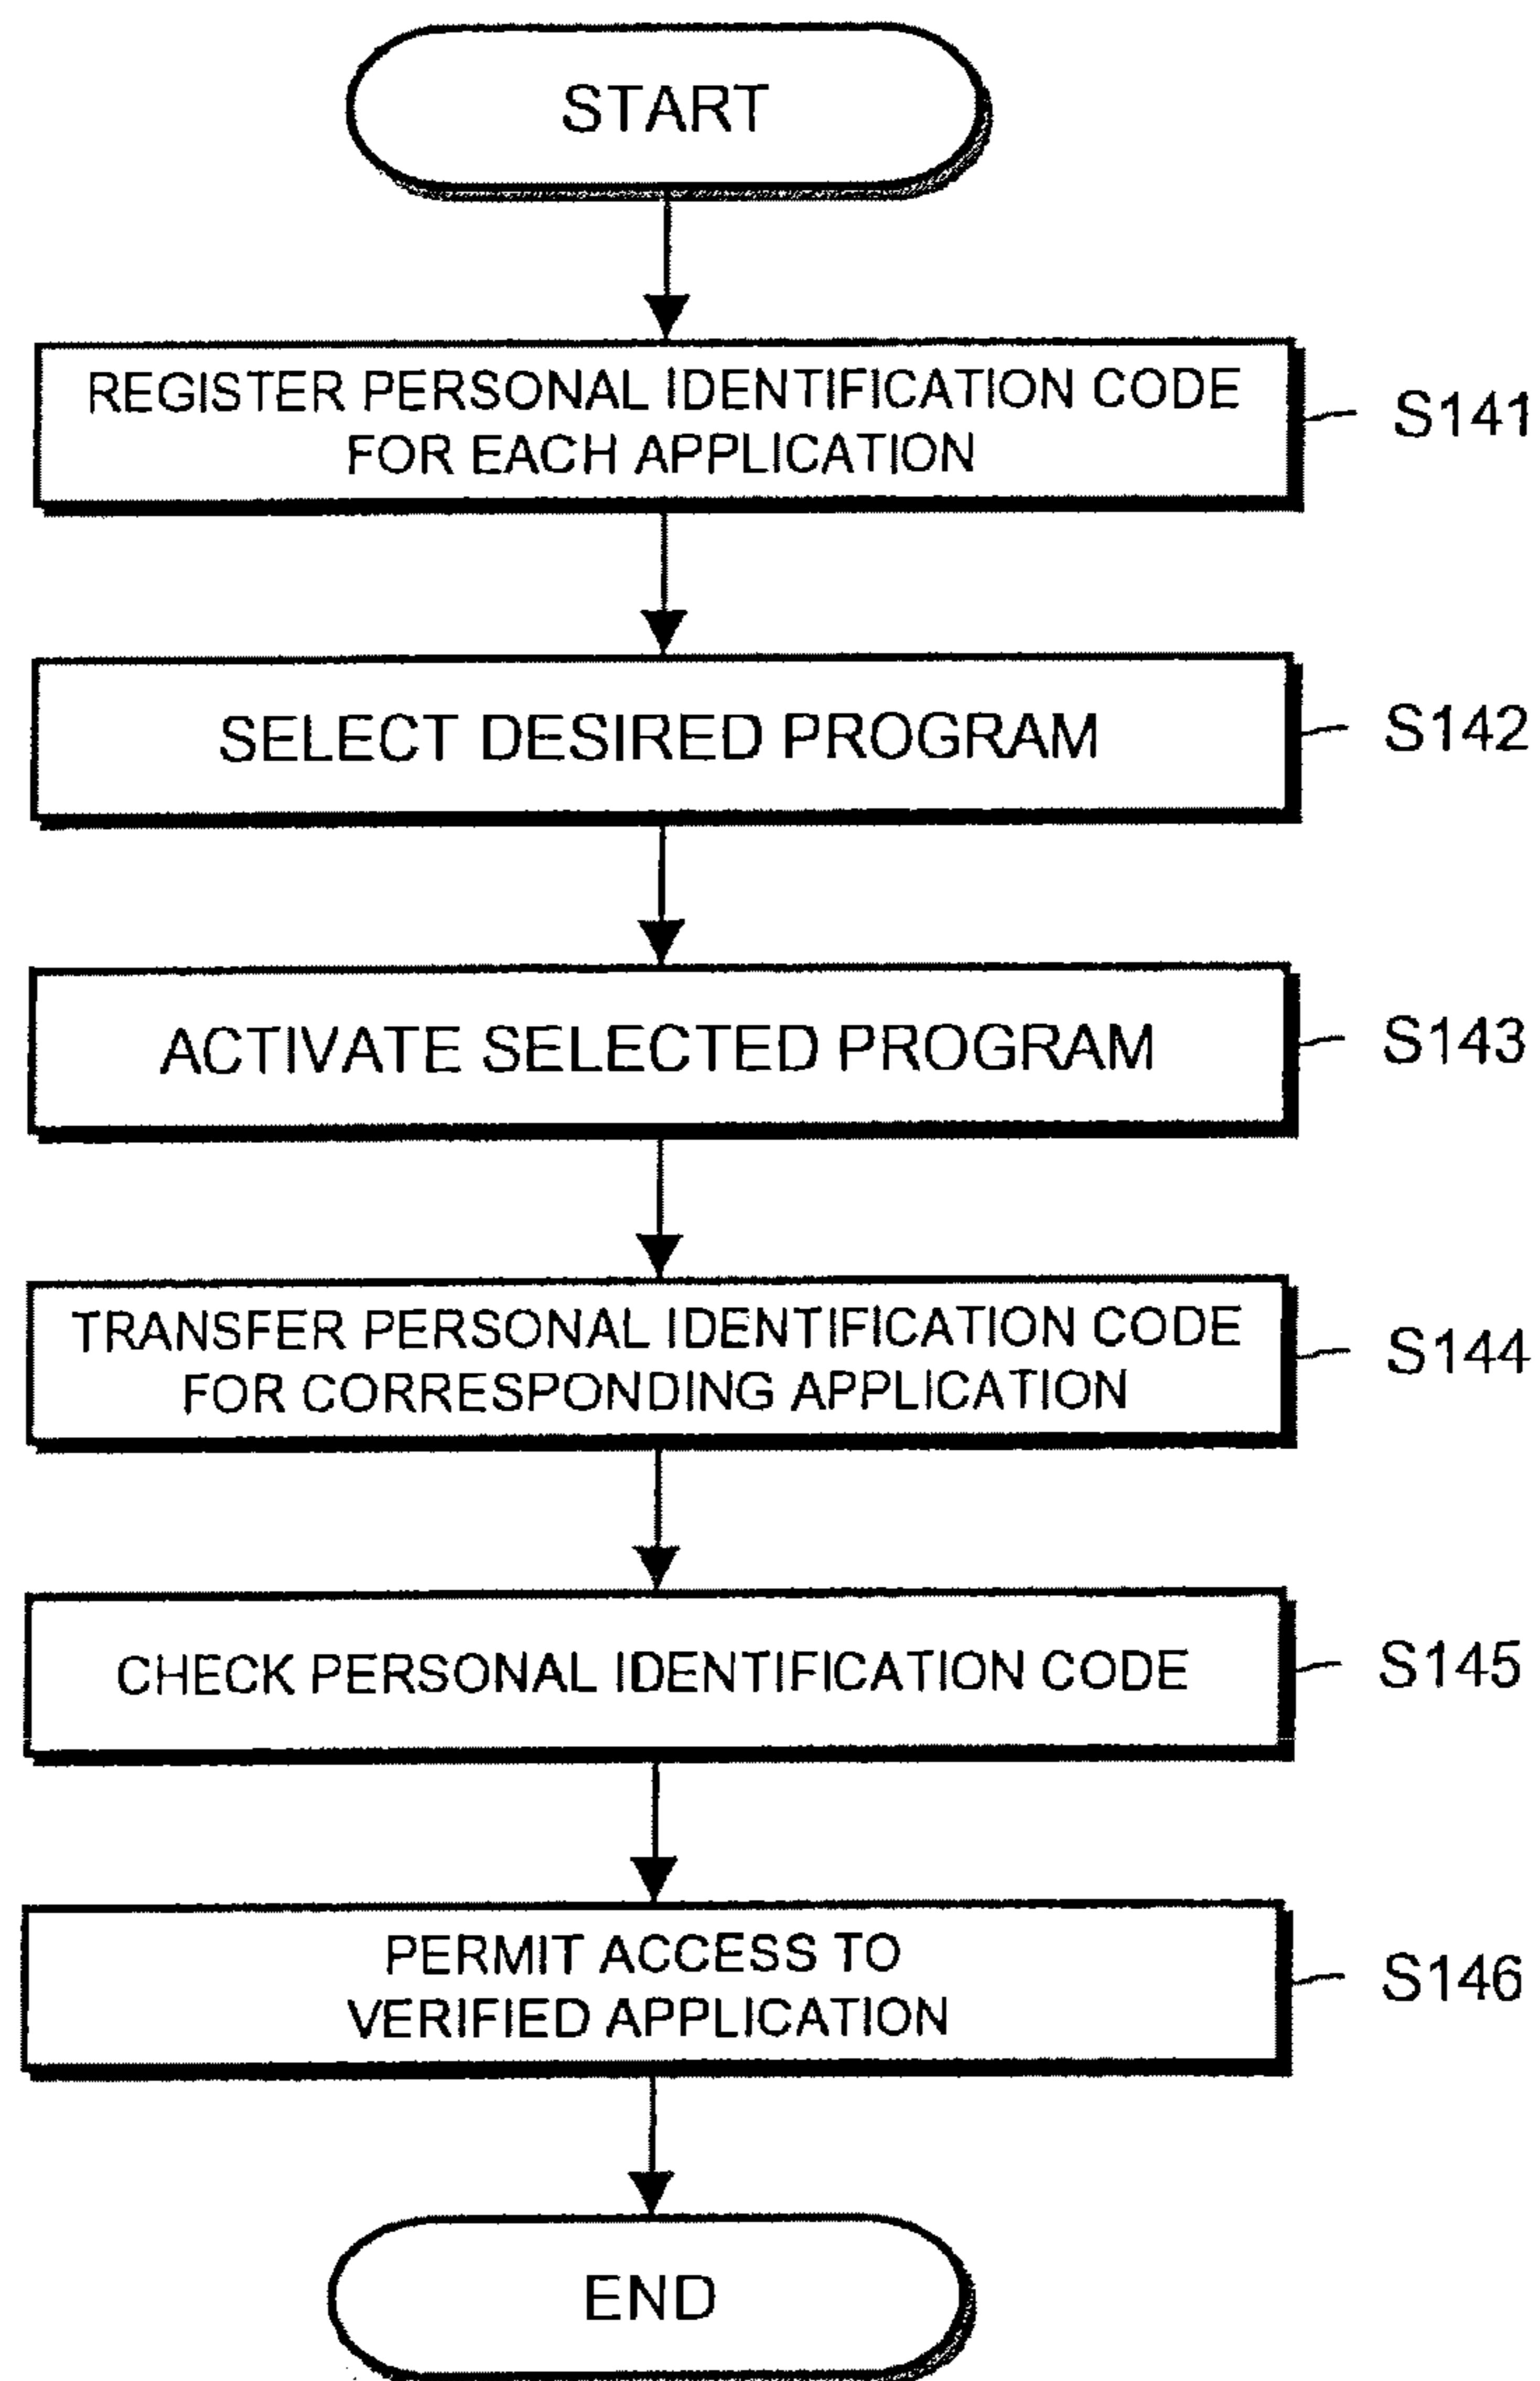 START
REGISTER PERSONAL IDENTIFICATION CODE
FOR EACH APPLICATION
S141
SELECT DESIRED PROGRAM
S142
ACTIVATE SELECTED PROGRAM
S143
TRANSFER PERSONAL IDENTIFICATION CODE
FOR CORRESPONDING APPLICATION
S144
CHECK PERSONAL IDENTIFICATION CODE
S145
PERMIT ACCESS TO
VERIFIED APPLICATION
S146
END